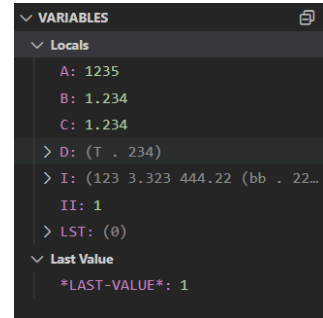 VARIABLES
Locals
A: 1235
B: 1.234
C: 1.234
D: (T . 234)
I: (123 3.323 444.22 (bb . 22…
II: 1
LST: (0)
Last Value
*LAST-VALUE*: 1